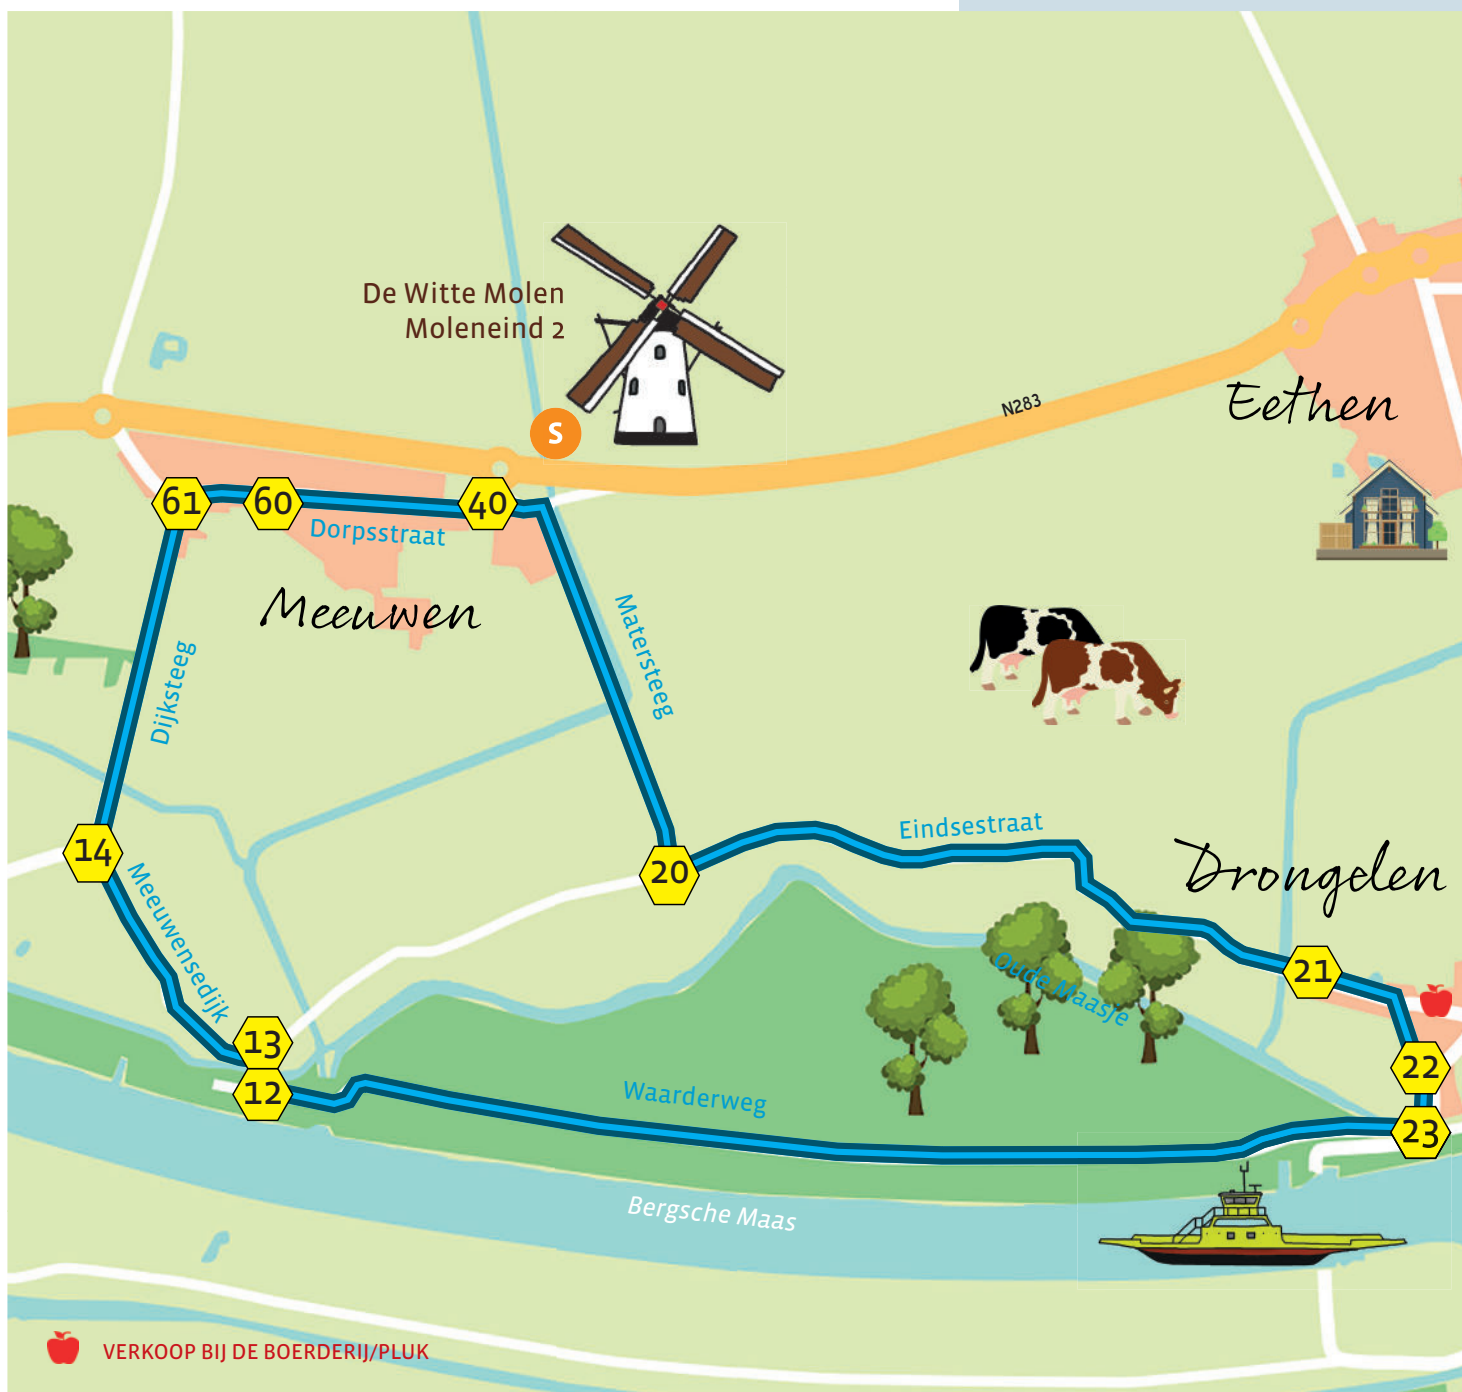 De Witte Molen
Moleneind 2
N283
Eethen
S
61
60
40
Dorpsstraat
Meeuwen
Matersteeg
Dijksteeg
14
Meeuwensedijk
20
Eindsestraat
Drongelen
Oude Maasje
21
13
12
22
23
Waarderweg
Bergsche Maas
VERKOOP BIJ DE BOERDERIJ/PLUK